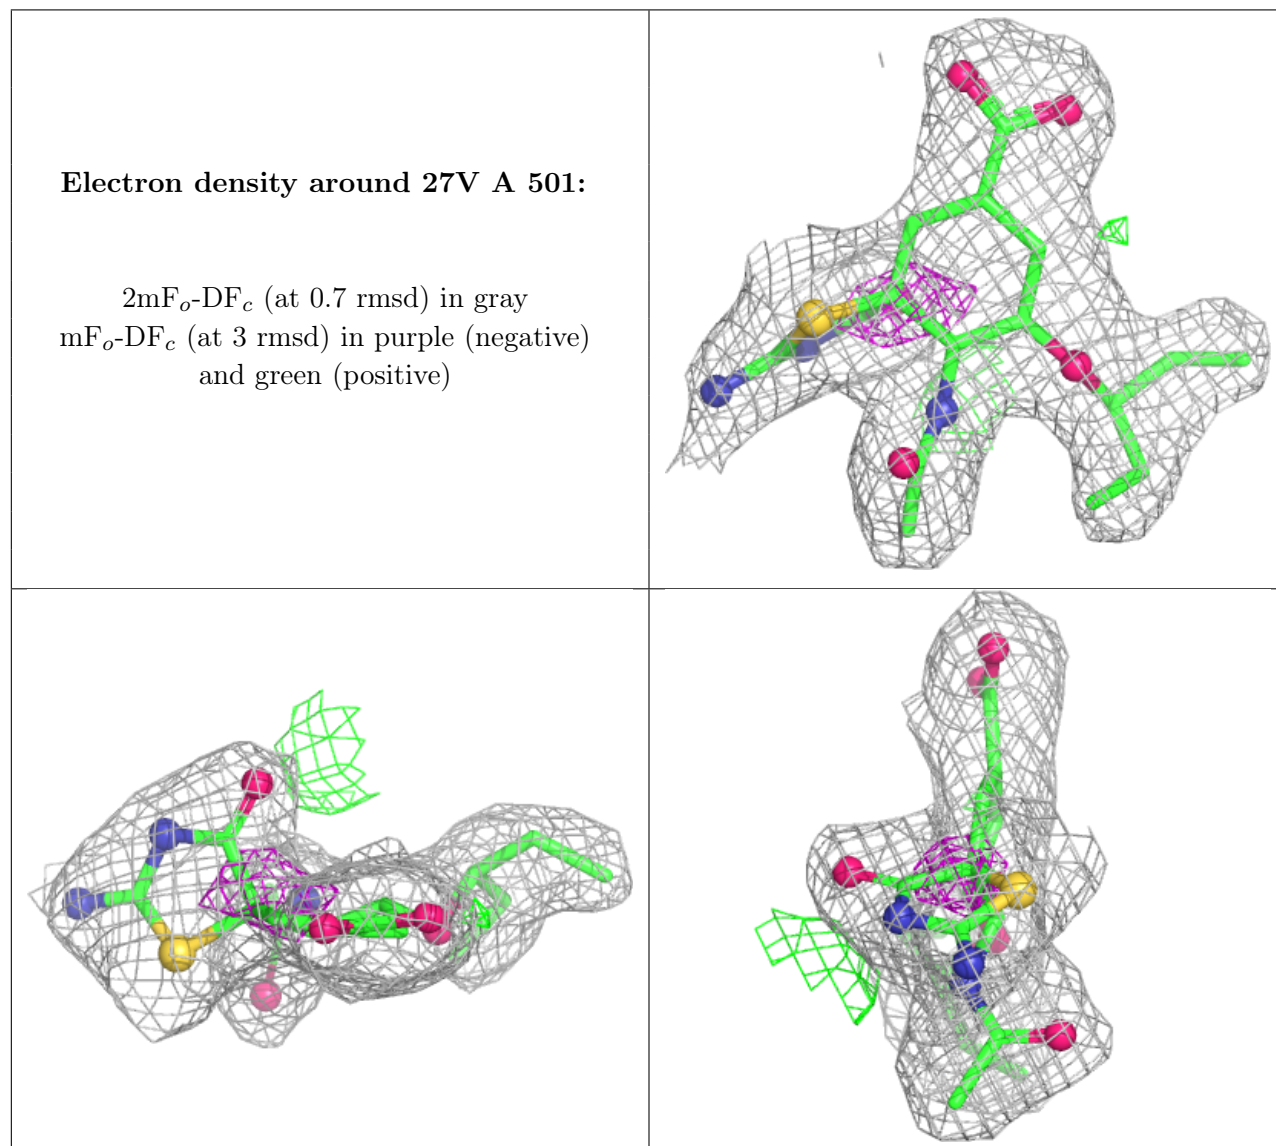 Electron density around 27V A 501:
2mFo-DFc (at 0.7 rmsd) in gray
mFo-DFc (at 3 rmsd) in purple (negative)
and green (positive)